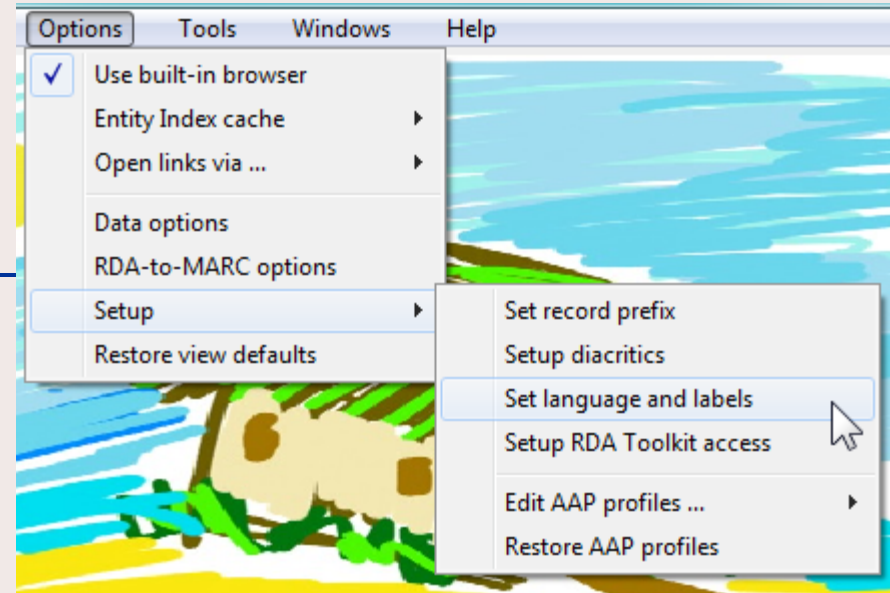 Options Tools Windows Help
Use built-in browser
Entity Index cache
Open links via ...
Data options
RDA-to-MARC options
Setup
Restore view defaults
Set record prefix
Setup diacritics
Set language and labels
Setup RDA Toolkit access
Edit AAP profiles ...
Restore AAP profiles